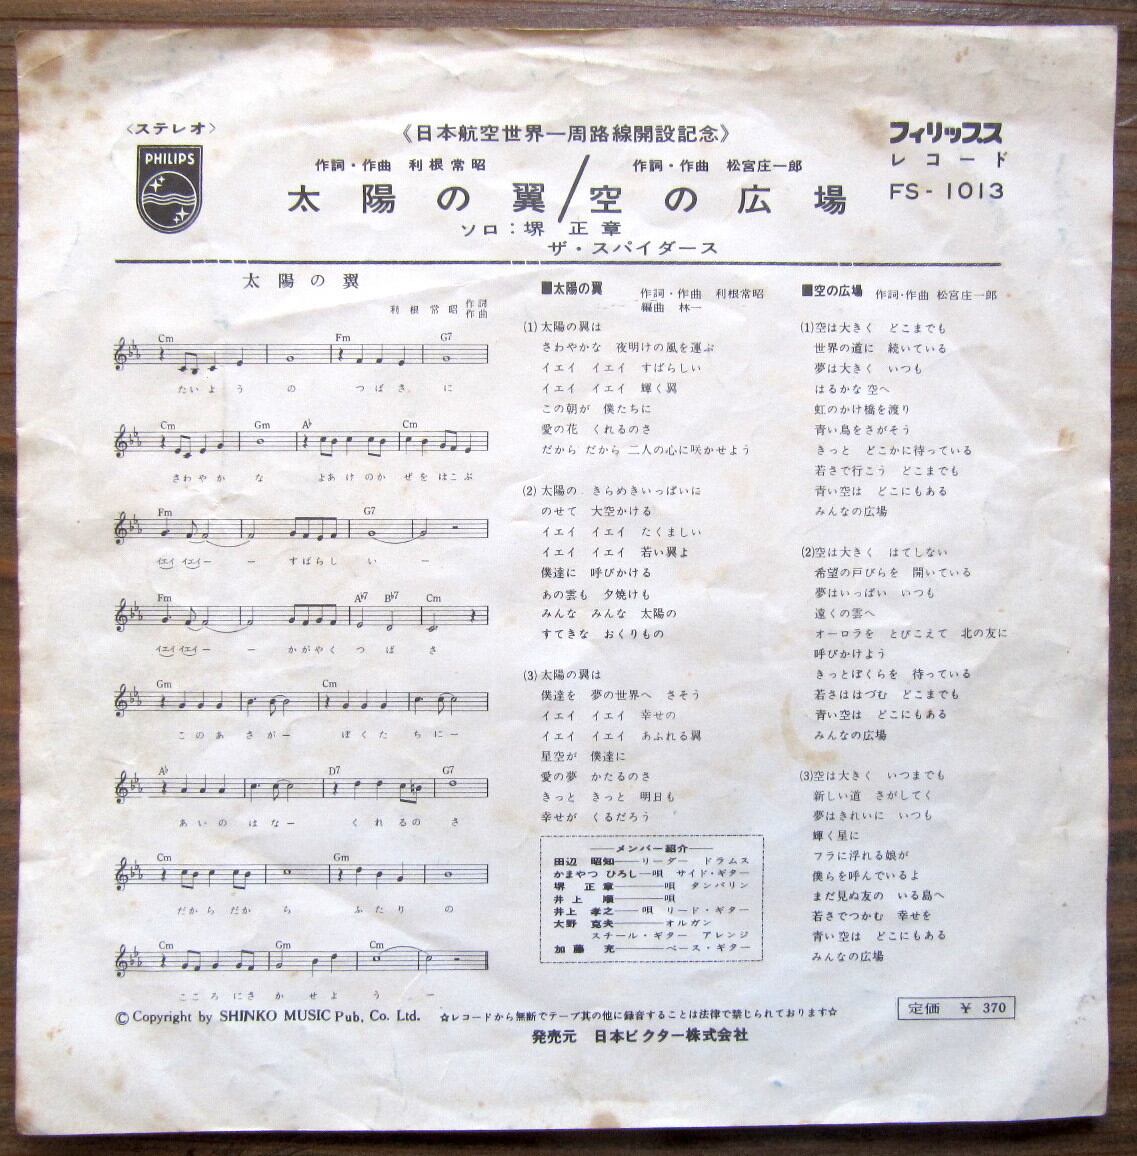 〈ステレオ〉
PHILIPS
《日本航空世界一周路線開設記念》
作詞・作曲 利根常昭
作詞・作曲 松宮庄一郎
太陽の翼/空の広場
ソロ:堺正章
ザ・スパイダース
フィリップス
レコード
FS-1013
太陽の翼
利根常昭 作詞
作曲
Cm Fm G7
たいようの つばさに
Cm Gm A♭ Cm
さわやかな よあけのかぜをはこぶ
Fm G7
イエイ イエイー ー すばらしいー
Fm A♭7 B♭7 Cm
イエイ イエイー ー かがやくつばさ
Gm Cm
このあさがー ぼくたちにー
A♭ D7 G7
あいのはなー くれるのさ
Cm Gm
だからだから ふたりの
Cm Gm Cm
こころにさかせようー
■太陽の翼 作詞・作曲 利根常昭
編曲 林一
(1)太陽の翼は
さわやかな 夜明けの風を運ぶ
イエイ イエイ すばらしい
イエイ イエイ 輝く翼
この朝が 僕たちに
愛の花 くれるのさ
だから だから 二人の心に咲かせよう
(2)太陽の きらめきいっぱいに
のせて 大空かける
イエイ イエイ たくましい
イエイ イエイ 若い翼よ
僕達に 呼びかける
あの雲も 夕焼けも
みんな みんな 太陽の
すてきな おくりもの
(3)太陽の翼は
僕達を 夢の世界へ さそう
イエイ イエイ 幸せの
イエイ イエイ あふれる翼
星空が 僕達に
愛の夢 かたるのさ
きっと きっと 明日も
幸せが くるだろう
■空の広場 作詞・作曲 松宮庄一郎
(1)空は大きく どこまでも
世界の道に 続いている
夢は大きく いつも
はるかな 空へ
虹のかけ橋を渡り
青い鳥をさがそう
きっと どこかに待っている
若さで行こう どこまでも
青い空は どこにもある
みんなの広場
(2)空は大きく はてしない
希望の戸びらを 開いている
夢はいっぱい いつも
遠くの雲へ
オーロラを とびこえて 北の友に
呼びかけよう
きっとぼくらを 待っている
若さははづむ どこまでも
青い空は どこにもある
みんなの広場
(3)空は大きく いつまでも
新しい道 さがしてく
夢はきれいに いつも
輝く星に
フラに浮れる娘が
僕らを呼んでいるよ
まだ見ぬ友の いる島へ
若さでつかむ 幸せを
青い空は どこにもある
みんなの広場
――メンバー紹介――
田辺昭知――リーダー ドラムス
かまやつひろし―唄 サイド・ギター
堺正章――唄 タンバリン
井上順――唄
井上孝之――唄 リード・ギター
大野克夫――オルガン
スチール・ギター アレンジ
加藤充――ベース・ギター
©Copyright by SHINKO MUSIC Pub, Co. Ltd.
☆レコードから無断でテープ其の他に録音することは法律で禁じられております☆
定価 ¥ 370
発売元 日本ビクター株式会社